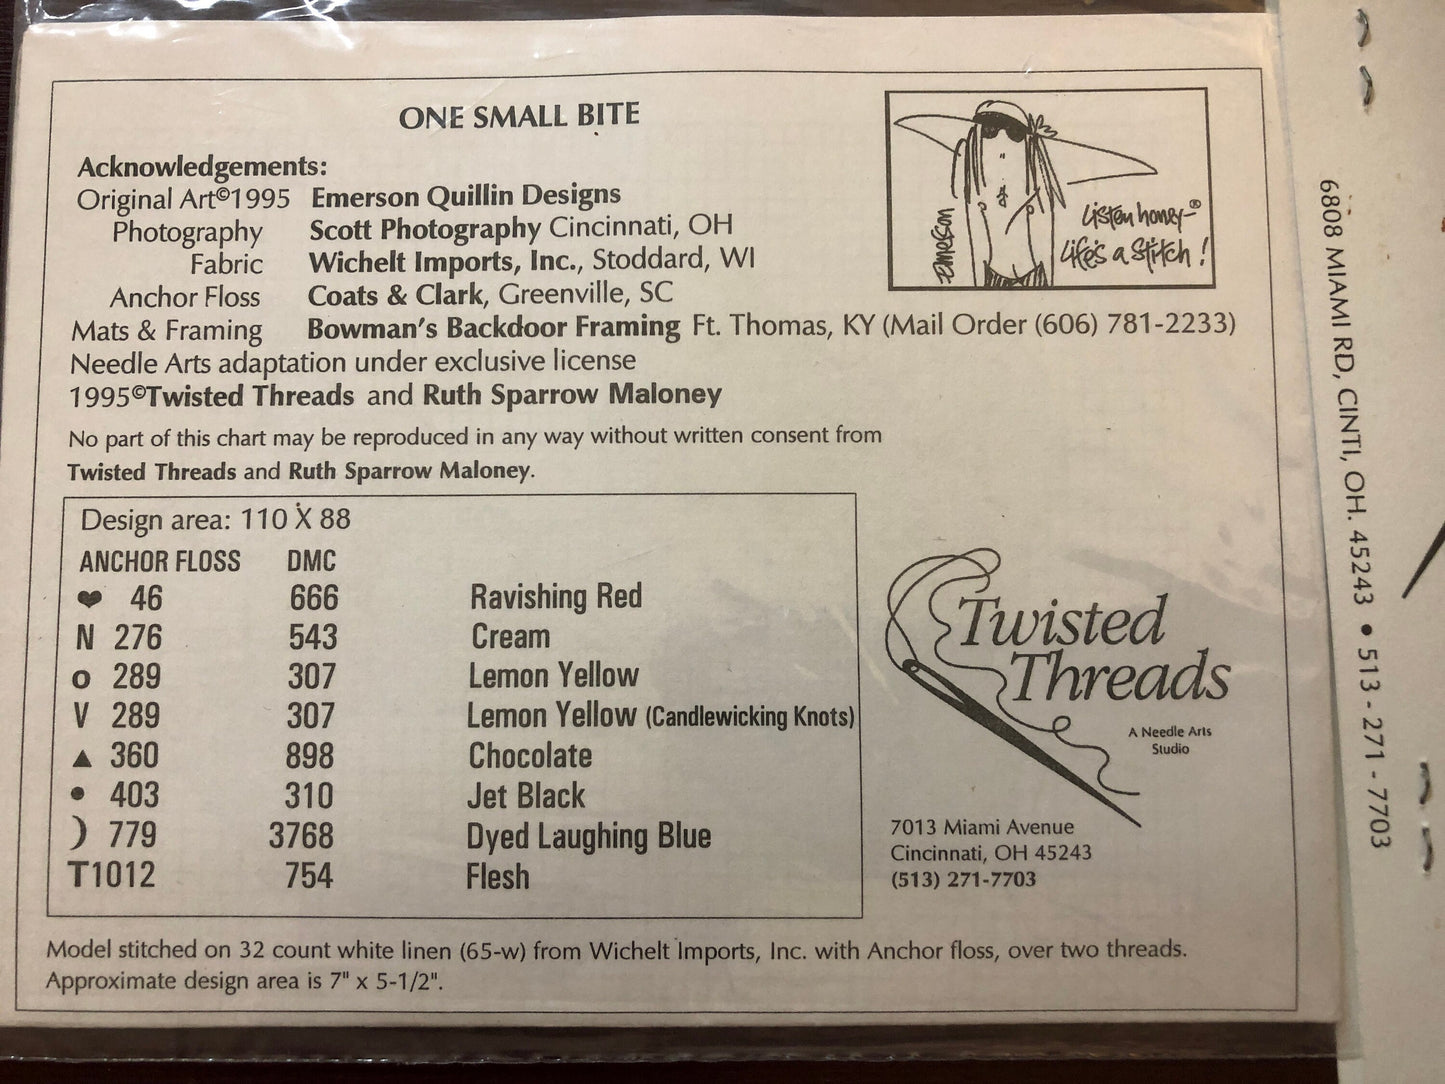 ONE SMALL BITE
Acknowledgements:
Original Art©1995 Emerson Quillin Designs
Photography Scott Photography Cincinnati, OH
Fabric Wichelt Imports, Inc., Stoddard, WI
Anchor Floss Coats & Clark, Greenville, SC
Mats & Framing Bowman's Backdoor Framing Ft. Thomas, KY (Mail Order (606) 781-2233)
Needle Arts adaptation under exclusive license
1995©Twisted Threads and Ruth Sparrow Maloney
No part of this chart may be reproduced in any way without written consent from
Twisted Threads and Ruth Sparrow Maloney.
Emerson
Listen honey-®
Life's a Stitch!
Design area: 110 X 88
ANCHOR FLOSS DMC
♥ 46 666 Ravishing Red
N 276 543 Cream
o 289 307 Lemon Yellow
V 289 307 Lemon Yellow (Candlewicking Knots)
▲ 360 898 Chocolate
● 403 310 Jet Black
) 779 3768 Dyed Laughing Blue
T 1012 754 Flesh
Twisted
Threads
A Needle Arts
Studio
7013 Miami Avenue
Cincinnati, OH 45243
(513) 271-7703
Model stitched on 32 count white linen (65-w) from Wichelt Imports, Inc. with Anchor floss, over two threads.
Approximate design area is 7" x 5-1/2".
6808 MIAMI RD, CINTI, OH. 45243 • 513 - 271 - 7703